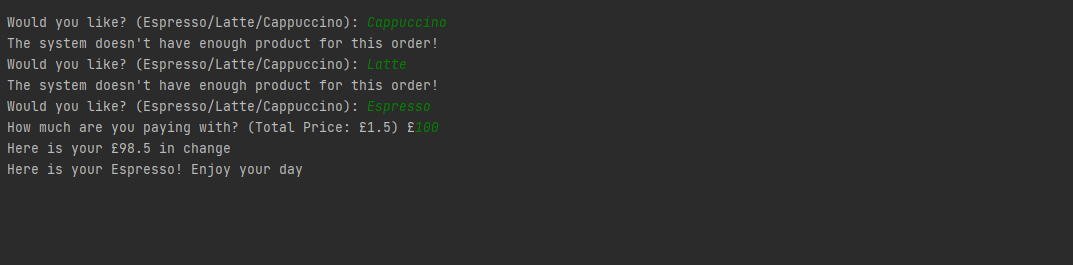 Would you like? (Espresso/Latte/Cappuccino): Cappuccino
The system doesn't have enough product for this order!
Would you like? (Espresso/Latte/Cappuccino): Latte
The system doesn't have enough product for this order!
Would you like? (Espresso/Latte/Cappuccino): Espresso
How much are you paying with? (Total Price: £1.5) £100
Here is your £98.5 in change
Here is your Espresso! Enjoy your day